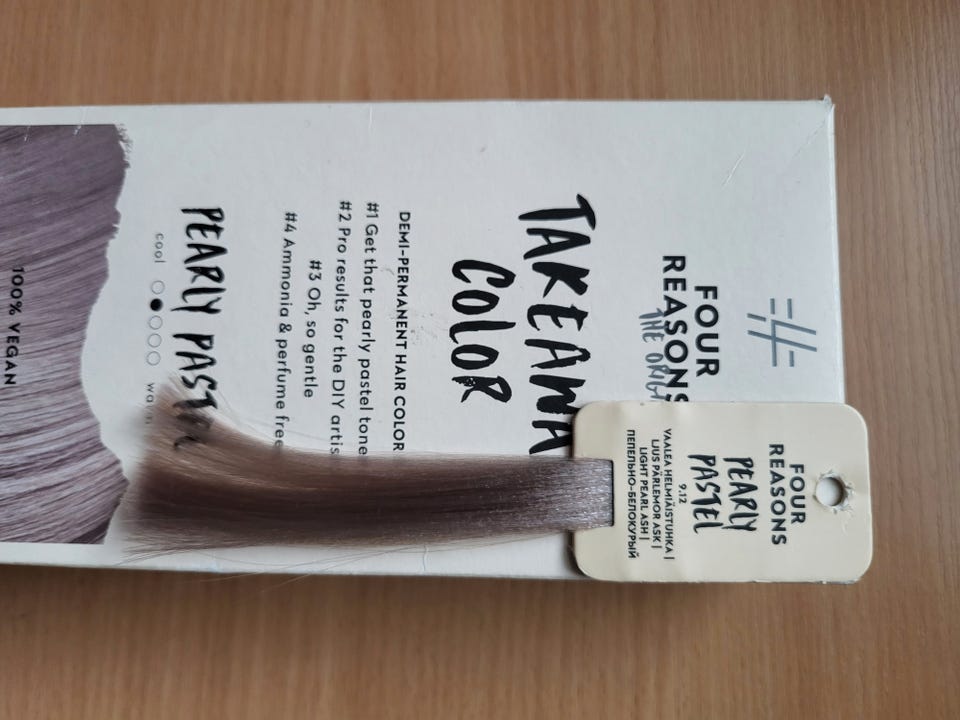 FOUR
REASONS
THE ORIG
TAKEAWA
COLOR
DEMI-PERMANENT HAIR COLOR
#1 Get that pearly pastel tone
#2 Pro results for the DIY artis
#3 Oh, so gentle
#4 Ammonia & perfume free
PEARLY PASTEL
cool warm
100% VEGAN
FOUR
REASONS
PEARLY
PASTEL
9.12
VAALEA HELMIÄISTUHKA |
LJUS PÄRLEMOR ASK |
LIGHT PEARL ASH |
ПЕПЕЛЬНО-БЕЛОКУРЫЙ